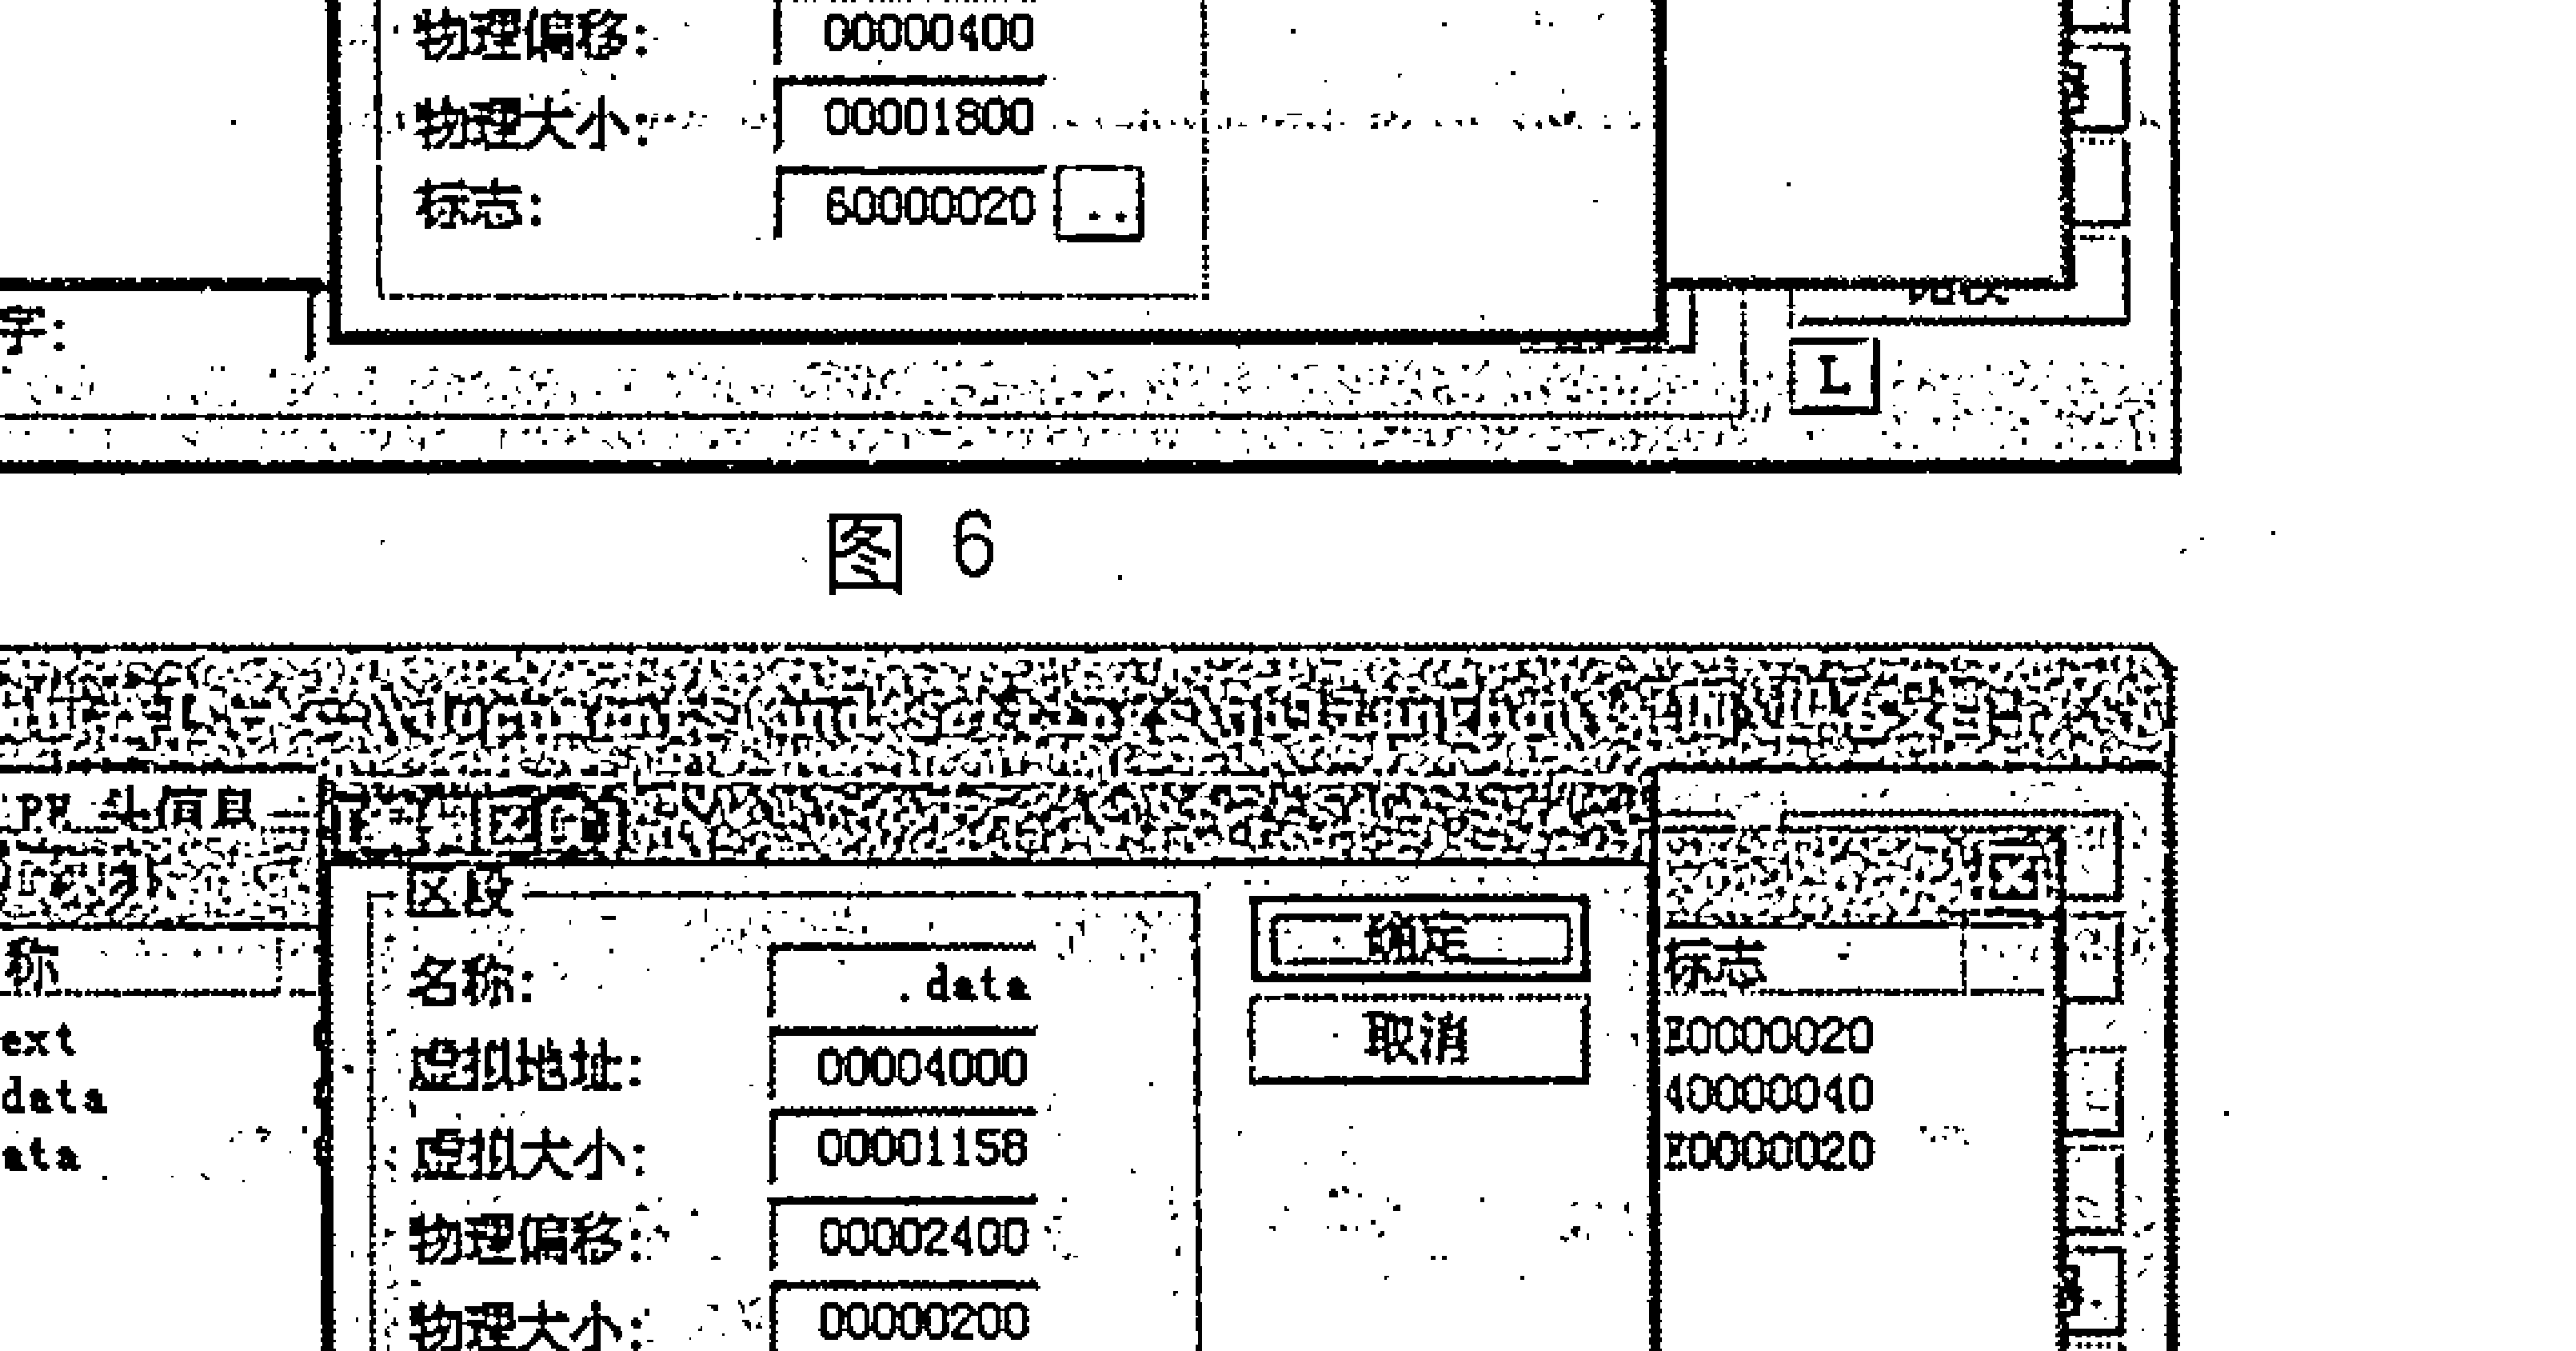 物理偏移: 00000400
物理大小: 00001800
标志: 60000020 ..
字:
L
图 6
头信息
区段
确定
称
名称: .data
标志
取消
ext
虚拟地址: 00004000
E0000020
data
40000040
ata
虚拟大小: 00001158
E0000020
物理偏移: 00002400
物理大小: 00000200